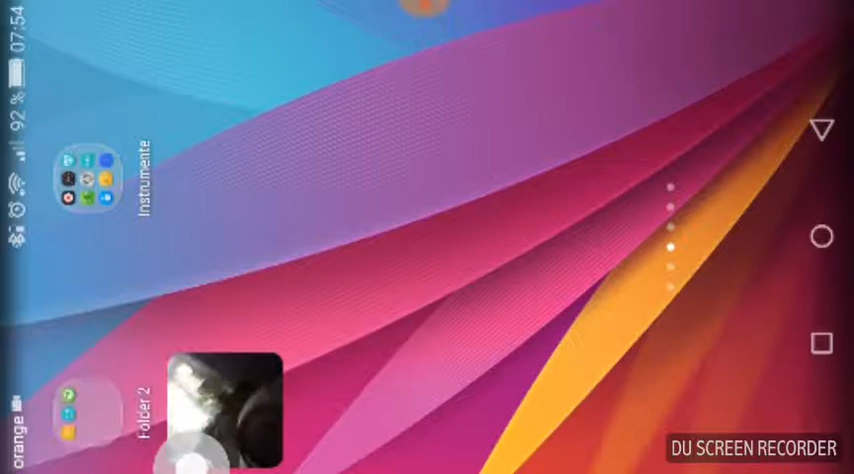 orange 92 % 07:54
Folder 2
Instrumente
DU SCREEN RECORDER